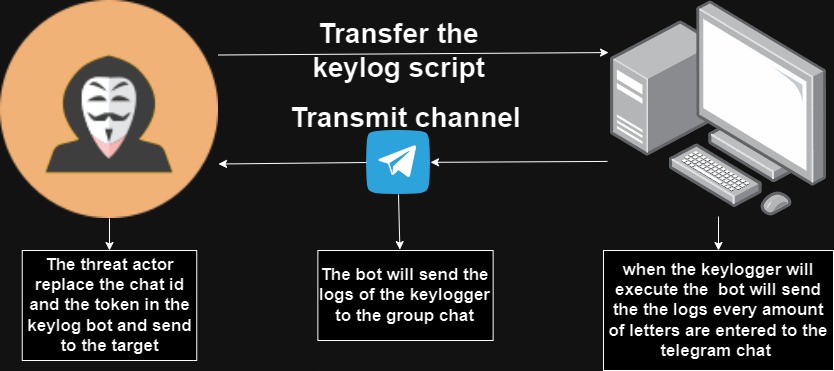 Transfer the
keylog script
Transmit channel
The threat actor
replace the chat id
and the token in the
keylog bot and send
to the target
The bot will send the
logs of the keylogger
to the group chat
when the keylogger will
execute the bot will send
the the logs every amount
of letters are entered to the
telegram chat